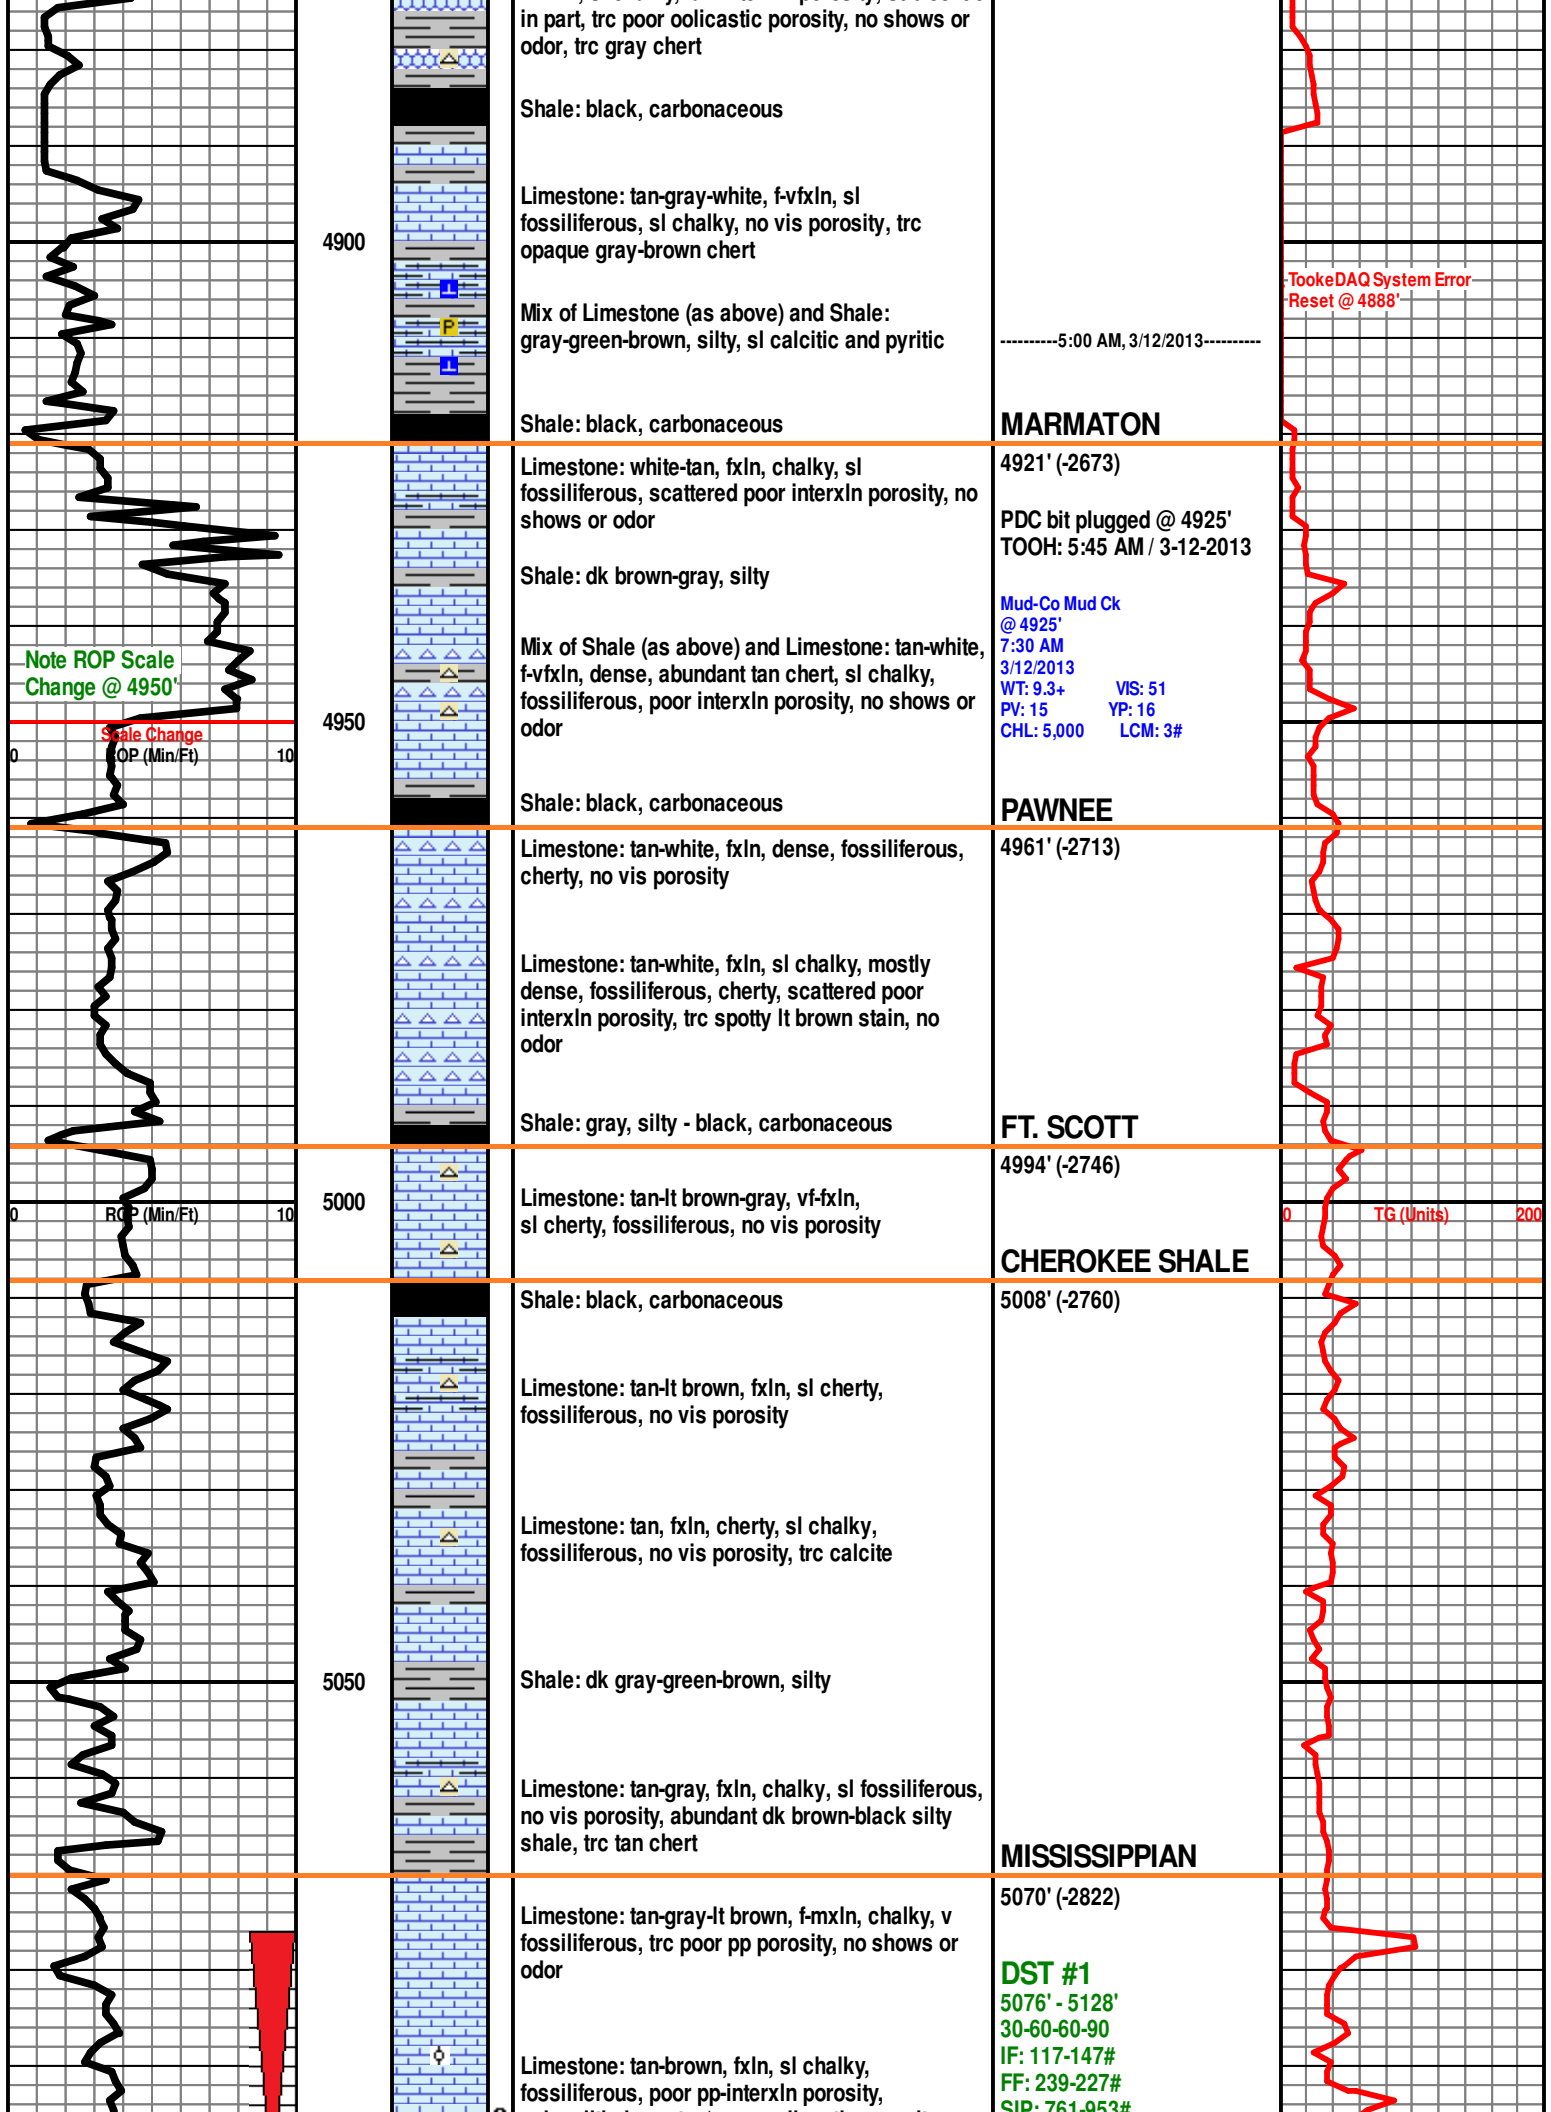 in part, trc poor oolicastic porosity, no shows or
odor, trc gray chert
Shale: black, carbonaceous
Limestone: tan-gray-white, f-vfxln, sl
fossiliferous, sl chalky, no vis porosity, trc
opaque gray-brown chert
4900
TookeDAQ System Error
Reset @ 4888'
Mix of Limestone (as above) and Shale:
gray-green-brown, silty, sl calcitic and pyritic
P
----------5:00 AM, 3/12/2013----------
Shale: black, carbonaceous
MARMATON
4921' (-2673)
Limestone: white-tan, fxln, chalky, sl
fossiliferous, scattered poor interxln porosity, no
shows or odor
PDC bit plugged @ 4925'
TOOH: 5:45 AM / 3-12-2013
Shale: dk brown-gray, silty
Mud-Co Mud Ck
@ 4925'
7:30 AM
3/12/2013
WT: 9.3+ VIS: 51
PV: 15 YP: 16
CHL: 5,000 LCM: 3#
Mix of Shale (as above) and Limestone: tan-white,
f-vfxln, dense, abundant tan chert, sl chalky,
fossiliferous, poor interxln porosity, no shows or
odor
Note ROP Scale
Change @ 4950'
4950
Scale Change
0 ROP (Min/Ft) 10
Shale: black, carbonaceous
PAWNEE
4961' (-2713)
Limestone: tan-white, fxln, dense, fossiliferous,
cherty, no vis porosity
Limestone: tan-white, fxln, sl chalky, mostly
dense, fossiliferous, cherty, scattered poor
interxln porosity, trc spotty lt brown stain, no
odor
Shale: gray, silty - black, carbonaceous
FT. SCOTT
4994' (-2746)
5000
0 ROP (Min/Ft) 10
Limestone: tan-lt brown-gray, vf-fxln,
sl cherty, fossiliferous, no vis porosity
0 TG (Units) 200
CHEROKEE SHALE
5008' (-2760)
Shale: black, carbonaceous
Limestone: tan-lt brown, fxln, sl cherty,
fossiliferous, no vis porosity
Limestone: tan, fxln, cherty, sl chalky,
fossiliferous, no vis porosity, trc calcite
5050
Shale: dk gray-green-brown, silty
Limestone: tan-gray, fxln, chalky, sl fossiliferous,
no vis porosity, abundant dk brown-black silty
shale, trc tan chert
MISSISSIPPIAN
5070' (-2822)
Limestone: tan-gray-lt brown, f-mxln, chalky, v
fossiliferous, trc poor pp porosity, no shows or
odor
DST #1
5076' - 5128'
30-60-60-90
IF: 117-147#
FF: 239-227#
SIP: 761-953#
Limestone: tan-brown, fxln, sl chalky,
fossiliferous, poor pp-interxln porosity,